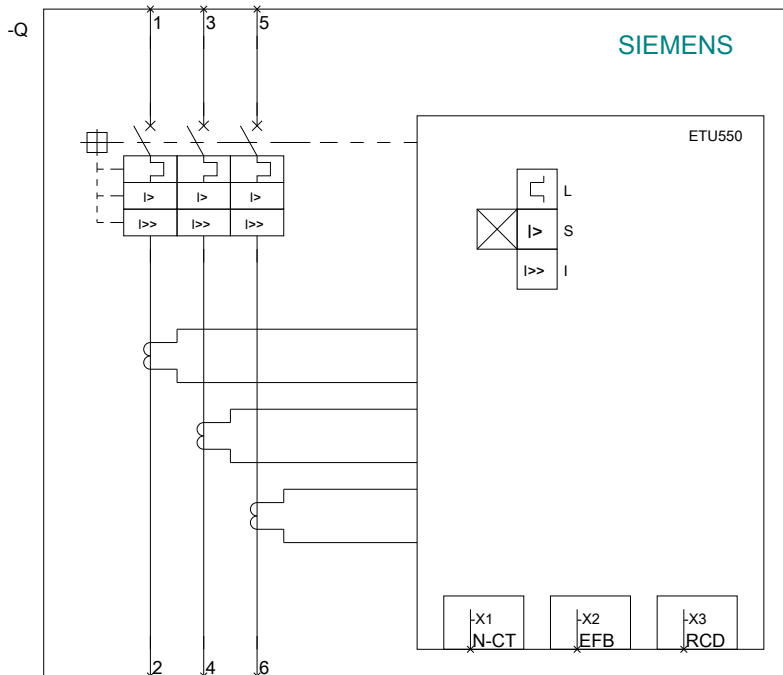 1 3 5
-Q
SIEMENS
ETU550
L
I> I> I>
I> S
I>> I>> I>>
I>> I
-X1 -X2 -X3
N-CT EFB RCD
2 4 6